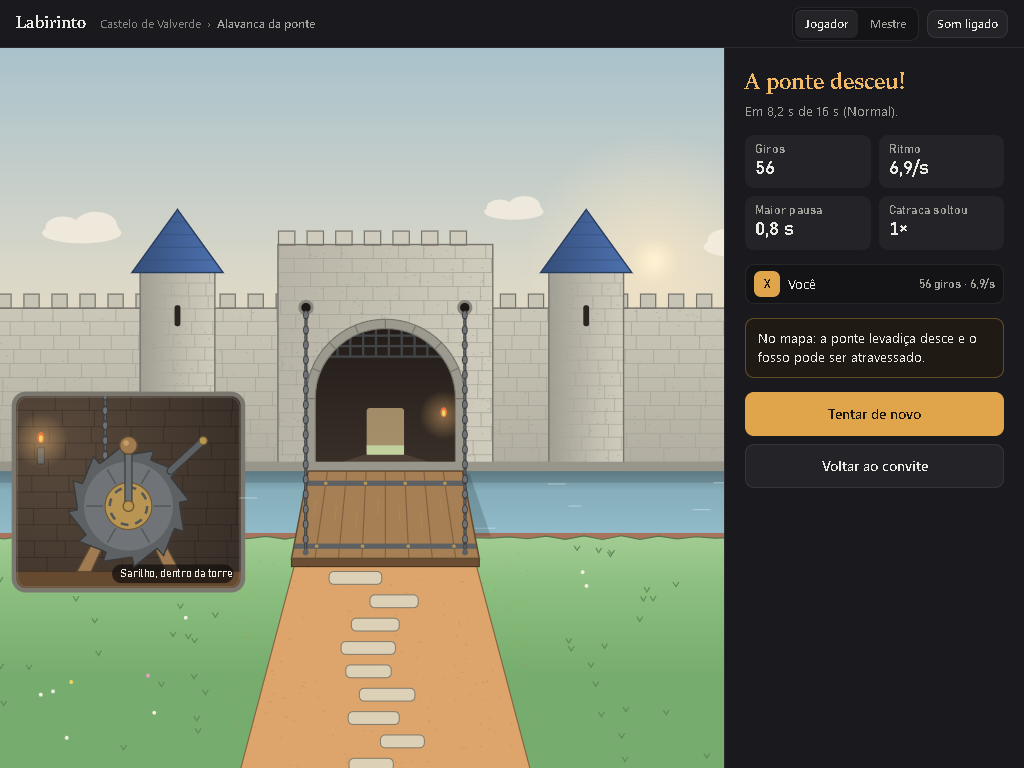 Labirinto
Castelo de Valverde › Alavanca da ponte
Jogador
Mestre
Som ligado
A ponte desceu!
Em 8,2 s de 16 s (Normal).
Giros
56
Ritmo
6,9/s
Maior pausa
0,8 s
Catraca soltou
1×
X
Você
56 giros · 6,9/s
No mapa: a ponte levadiça desce e o
fosso pode ser atravessado.
Tentar de novo
Voltar ao convite
Sarilho, dentro da torre